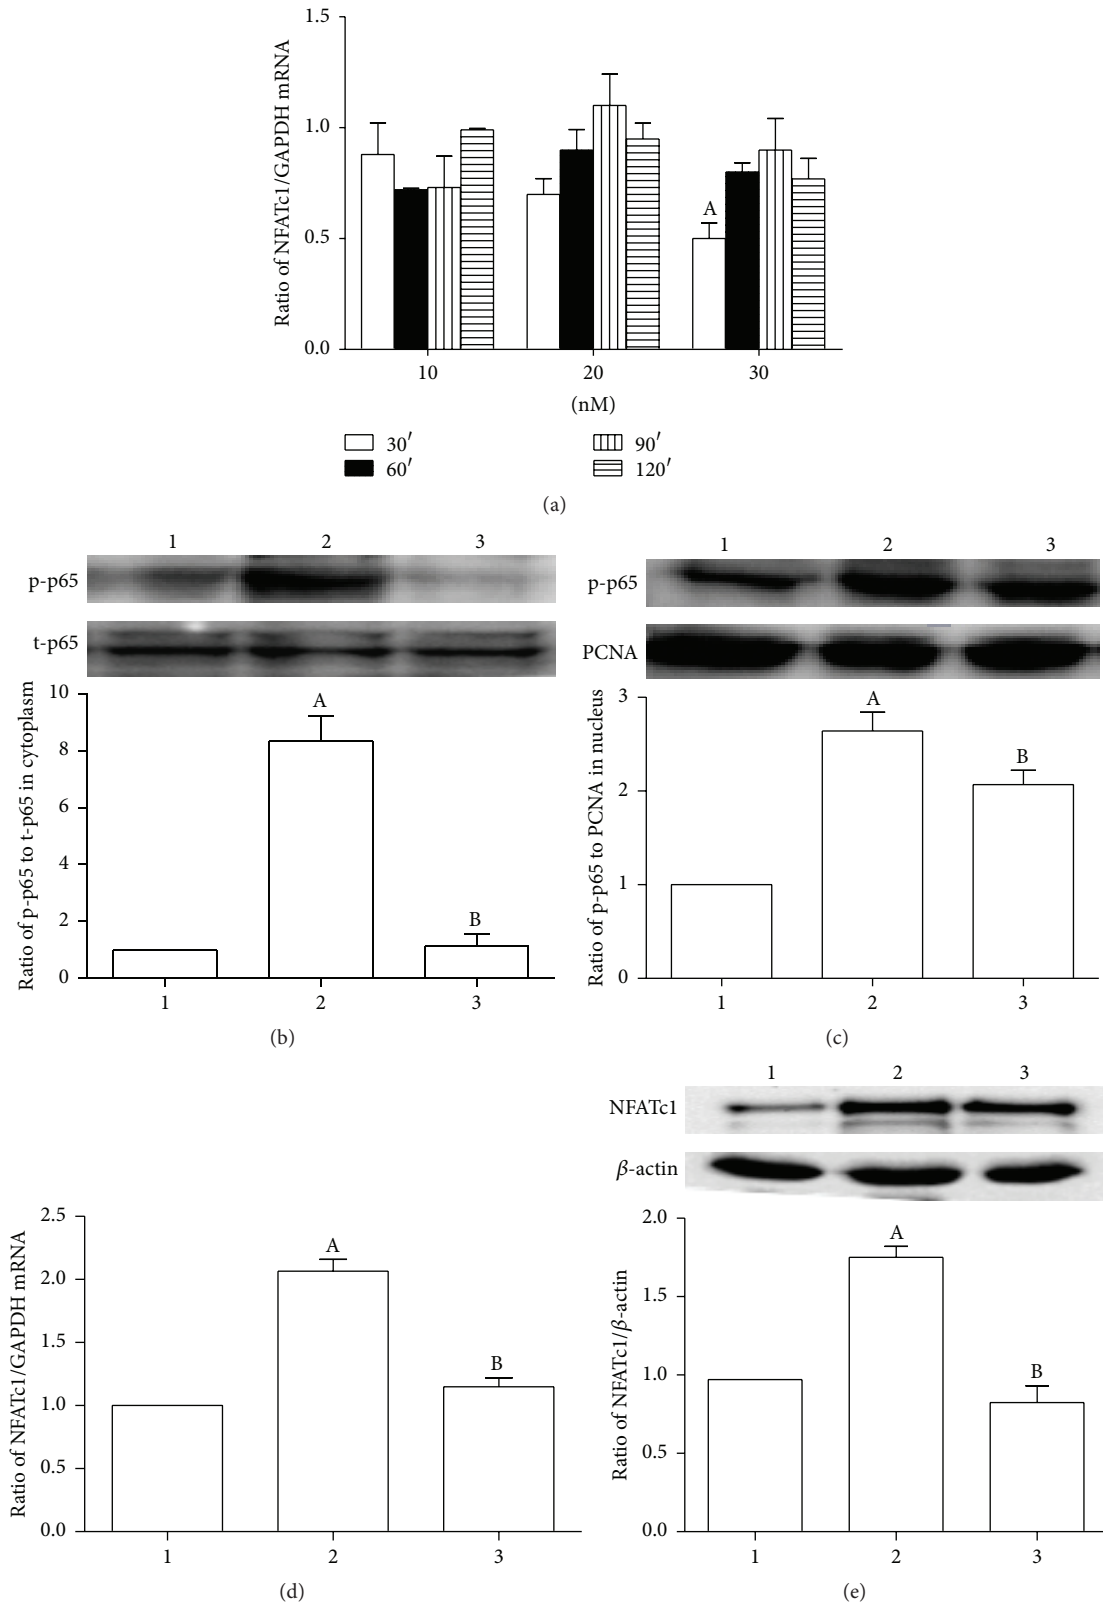 Ratio of NFATc1/GAPDH mRNA
1.5
1.0
0.5
0.0
A
10
20
30
(nM)
30′
90′
60′
120′
(a)
1
2
3
p-p65
t-p65
Ratio of p-p65 to t-p65 in cytoplasm
10
8
6
4
2
0
A
B
1
2
3
(b)
1
2
3
p-p65
PCNA
Ratio of p-p65 to PCNA in nucleus
3
2
1
0
A
B
1
2
3
(c)
Ratio of NFATc1/GAPDH mRNA
2.5
2.0
1.5
1.0
0.5
0.0
A
B
1
2
3
(d)
1
2
3
NFATc1
β-actin
Ratio of NFATc1/β-actin
2.0
1.5
1.0
0.5
0.0
A
B
1
2
3
(e)